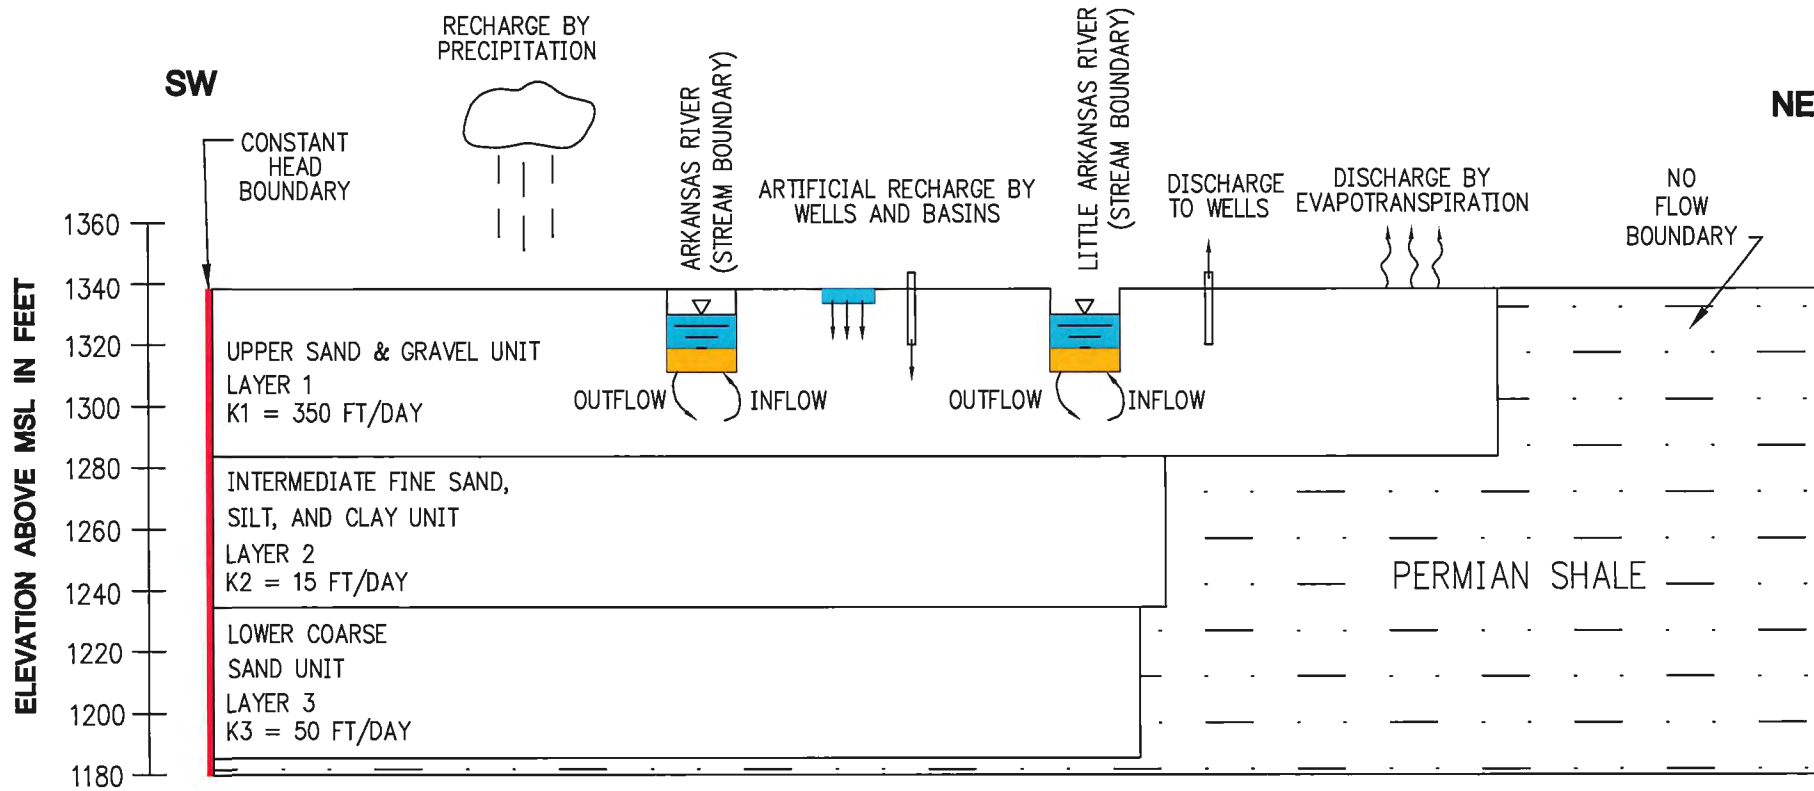 SW
NE
RECHARGE BY
PRECIPITATION
CONSTANT
HEAD
BOUNDARY
ARKANSAS RIVER
(STREAM BOUNDARY)
ARTIFICIAL RECHARGE BY
WELLS AND BASINS
LITTLE ARKANSAS RIVER
(STREAM BOUNDARY)
DISCHARGE
TO WELLS
DISCHARGE BY
EVAPOTRANSPIRATION
NO
FLOW
BOUNDARY
ELEVATION ABOVE MSL IN FEET
1360
1340
1320
1300
1280
1260
1240
1220
1200
1180
UPPER SAND & GRAVEL UNIT
LAYER 1
K1 = 350 FT/DAY
OUTFLOW
INFLOW
OUTFLOW
INFLOW
INTERMEDIATE FINE SAND,
SILT, AND CLAY UNIT
LAYER 2
K2 = 15 FT/DAY
PERMIAN SHALE
LOWER COARSE
SAND UNIT
LAYER 3
K3 = 50 FT/DAY